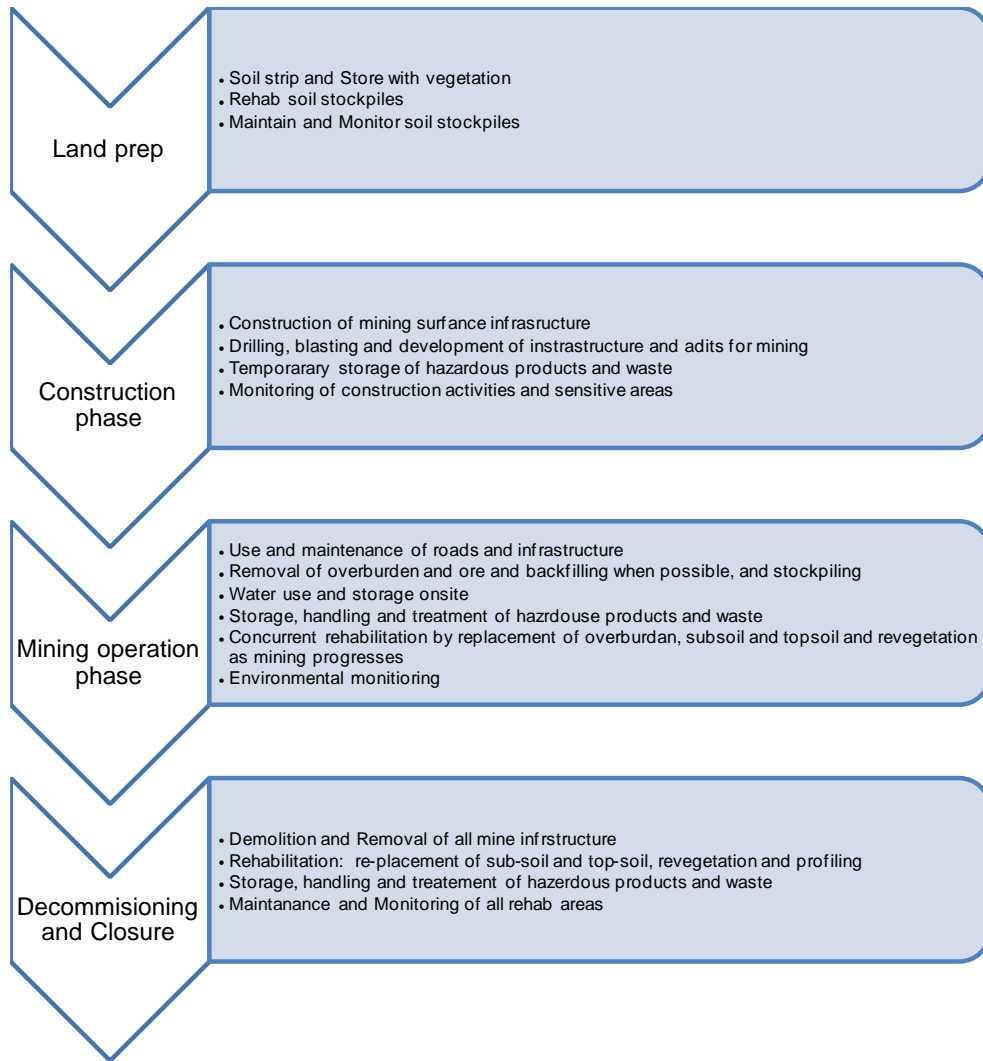 Land prep
• Soil strip and Store with vegetation
• Rehab soil stockpiles
• Maintain and Monitor soil stockpiles
Construction
phase
• Construction of mining surfance infrasructure
• Drilling, blasting and development of instrastructure and adits for mining
• Temporarary storage of hazardous products and waste
• Monitoring of construction activities and sensitive areas
Mining operation
phase
• Use and maintenance of roads and infrastructure
• Removal of overburden and ore and backfilling when possible, and stockpiling
• Water use and storage onsite
• Storage, handling and treatment of hazrdouse products and waste
• Concurrent rehabilitation by replacement of overburdan, subsoil and topsoil and revegetation
as mining progresses
• Environmental monitioring
Decommisioning
and Closure
• Demolition and Removal of all mine infrstructure
• Rehabilitation: re-placement of sub-soil and top-soil, revegetation and profiling
• Storage, handling and treatement of hazerdous products and waste
• Maintanance and Monitoring of all rehab areas